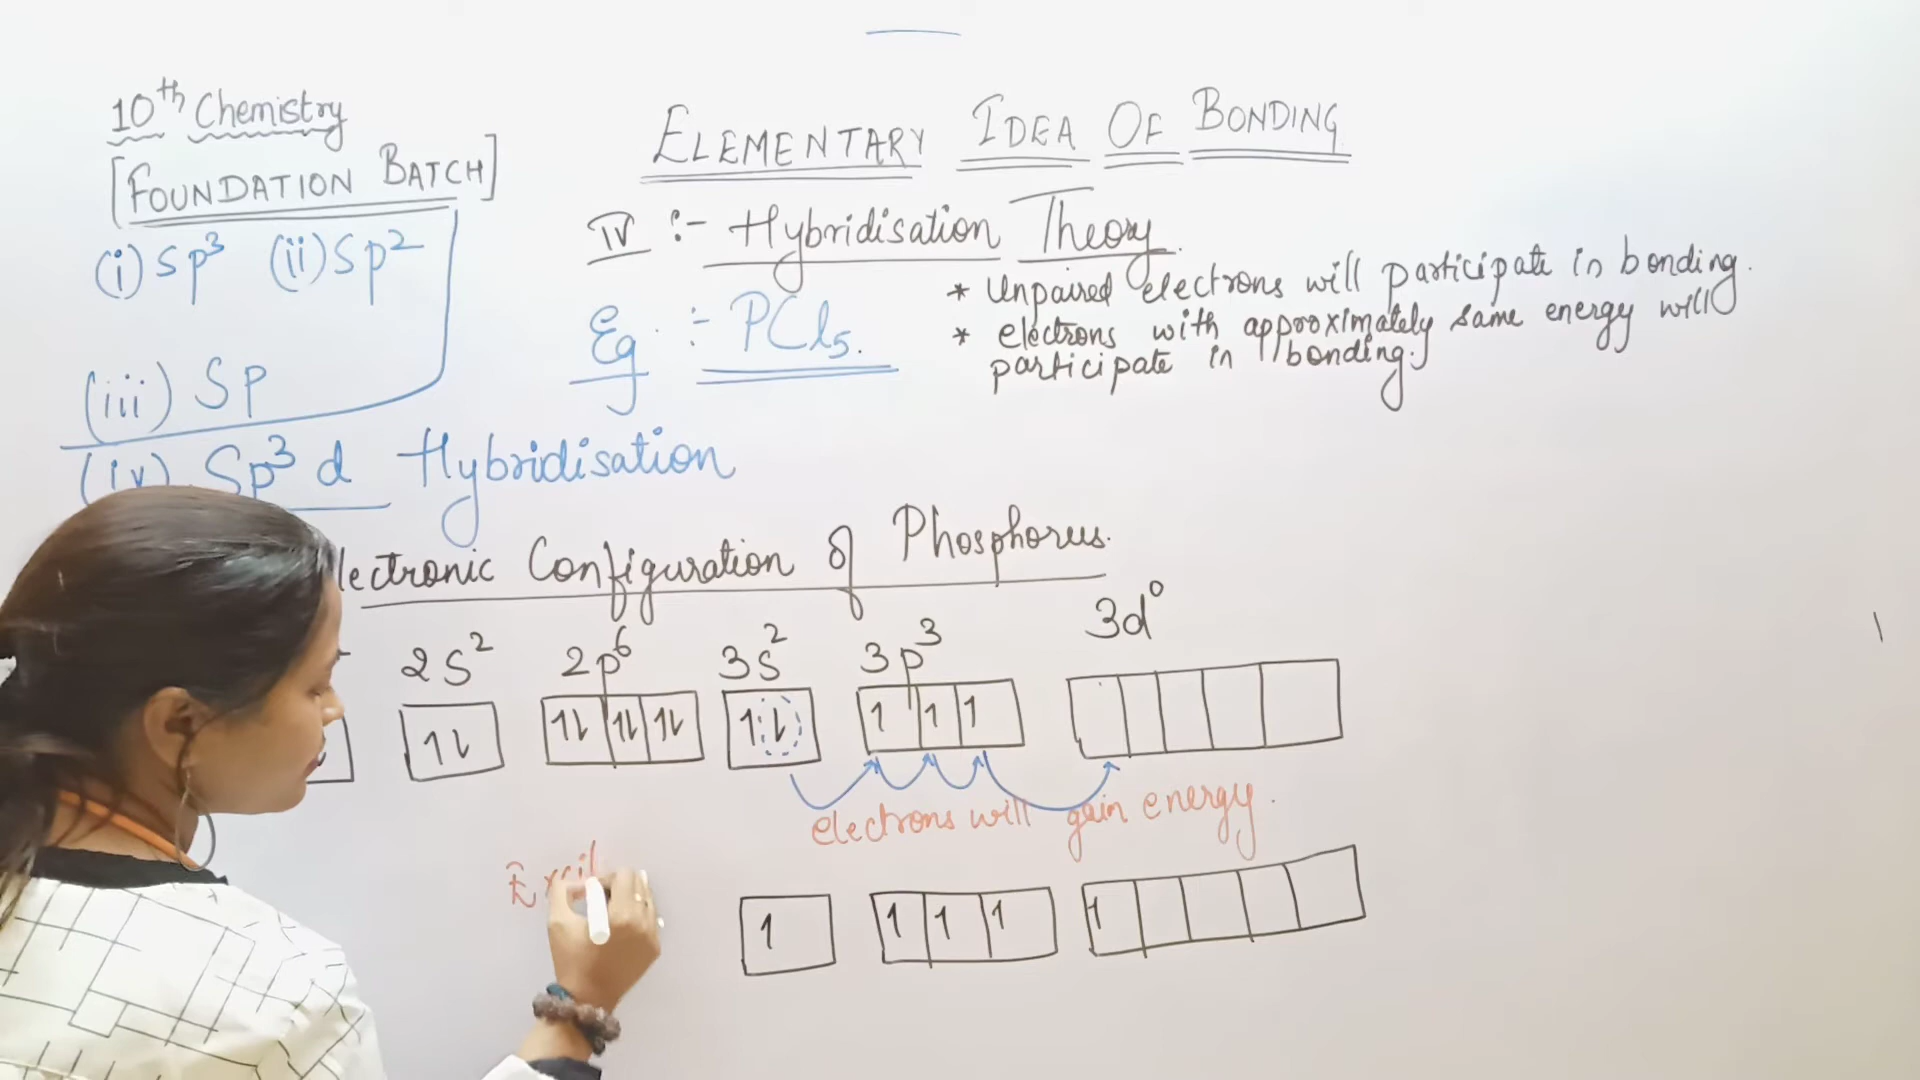 10th Chemistry
[FOUNDATION BATCH]
(i) Sp³ (ii) Sp²
(iii) Sp
(iv) Sp³d Hybridisation
ELEMENTARY IDEA OF BONDING
IV :- Hybridisation Theory
Eg :- PCl5.
* Unpaired electrons will participate in bonding.
* electrons with approximately same energy will
participate in bonding.
lectronic Configuration of Phosphorus.
2S² 2p⁶ 3s² 3p³ 3d⁰
1⇂ 1⇂ 1⇂ 1⇂ 1⇂ 1 1 1
electrons will gain energy.
Exci
1 1 1 1 1